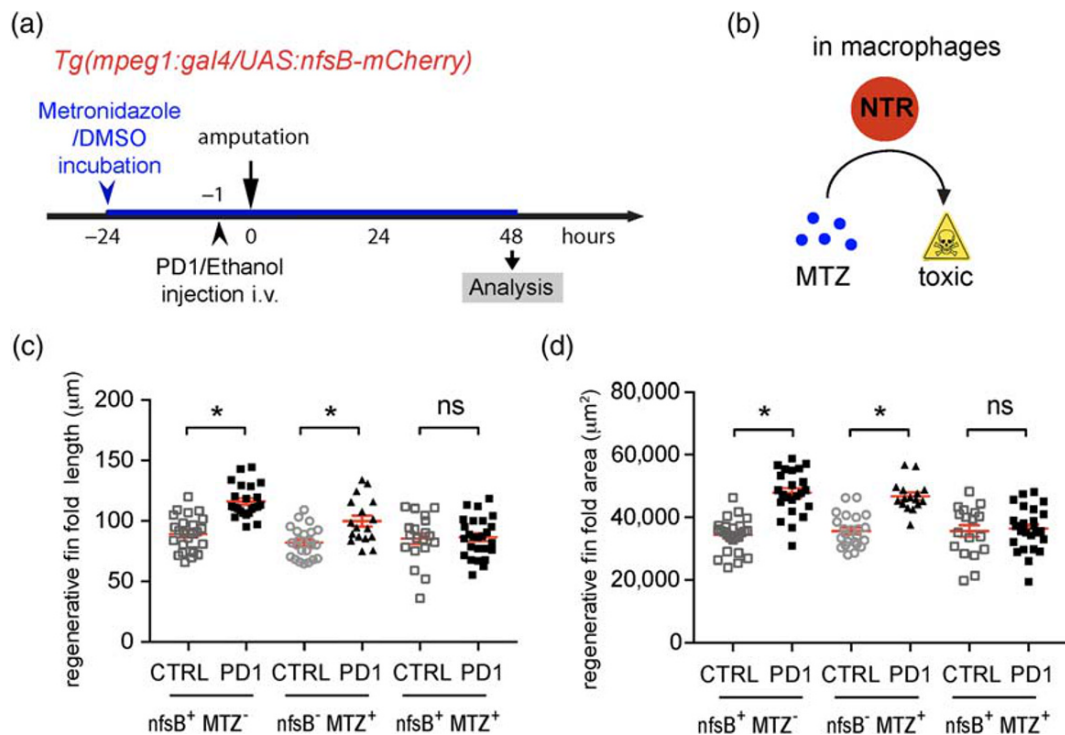 (a)
Tg(mpeg1:gal4/UAS:nfsB-mCherry)
Metronidazole
/DMSO
incubation
amputation
−1
−24
0
24
48
hours
PD1/Ethanol
injection i.v.
Analysis
(b)
in macrophages
NTR
MTZ
toxic
(c)
regenerative fin fold length (μm)
200
150
100
50
0
*
*
ns
CTRL PD1 CTRL PD1 CTRL PD1
nfsB⁺ MTZ⁻ nfsB⁻ MTZ⁺ nfsB⁺ MTZ⁺
(d)
regenerative fin fold area (μm²)
80,000
60,000
40,000
20,000
0
*
*
ns
CTRL PD1 CTRL PD1 CTRL PD1
nfsB⁺ MTZ⁻ nfsB⁻ MTZ⁺ nfsB⁺ MTZ⁺